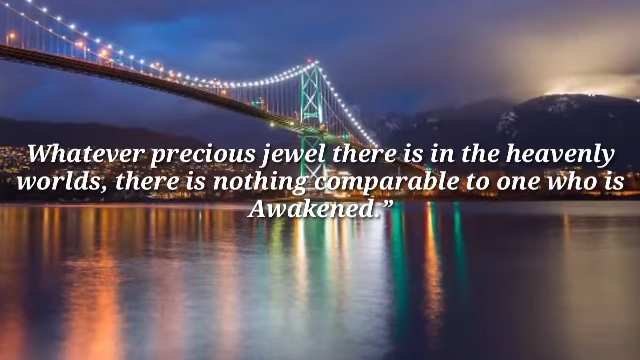 Whatever precious jewel there is in the heavenly
worlds, there is nothing comparable to one who is
Awakened.”